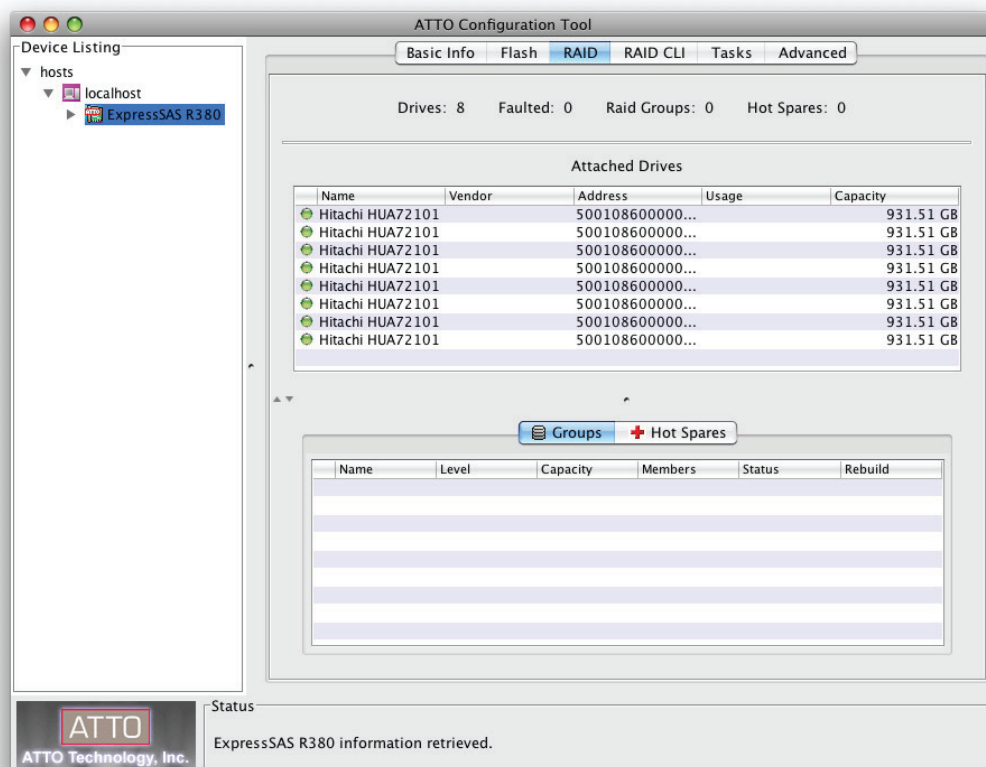 ATTO Configuration Tool
Device Listing
hosts
localhost
ExpressSAS R380
Basic Info Flash RAID RAID CLI Tasks Advanced
Drives: 8 Faulted: 0 Raid Groups: 0 Hot Spares: 0
Attached Drives
Name Vendor Address Usage Capacity
Hitachi HUA72101 500108600000... 931.51 GB
Hitachi HUA72101 500108600000... 931.51 GB
Hitachi HUA72101 500108600000... 931.51 GB
Hitachi HUA72101 500108600000... 931.51 GB
Hitachi HUA72101 500108600000... 931.51 GB
Hitachi HUA72101 500108600000... 931.51 GB
Hitachi HUA72101 500108600000... 931.51 GB
Hitachi HUA72101 500108600000... 931.51 GB
Groups Hot Spares
Name Level Capacity Members Status Rebuild
ATTO
ATTO Technology, Inc.
Status
ExpressSAS R380 information retrieved.